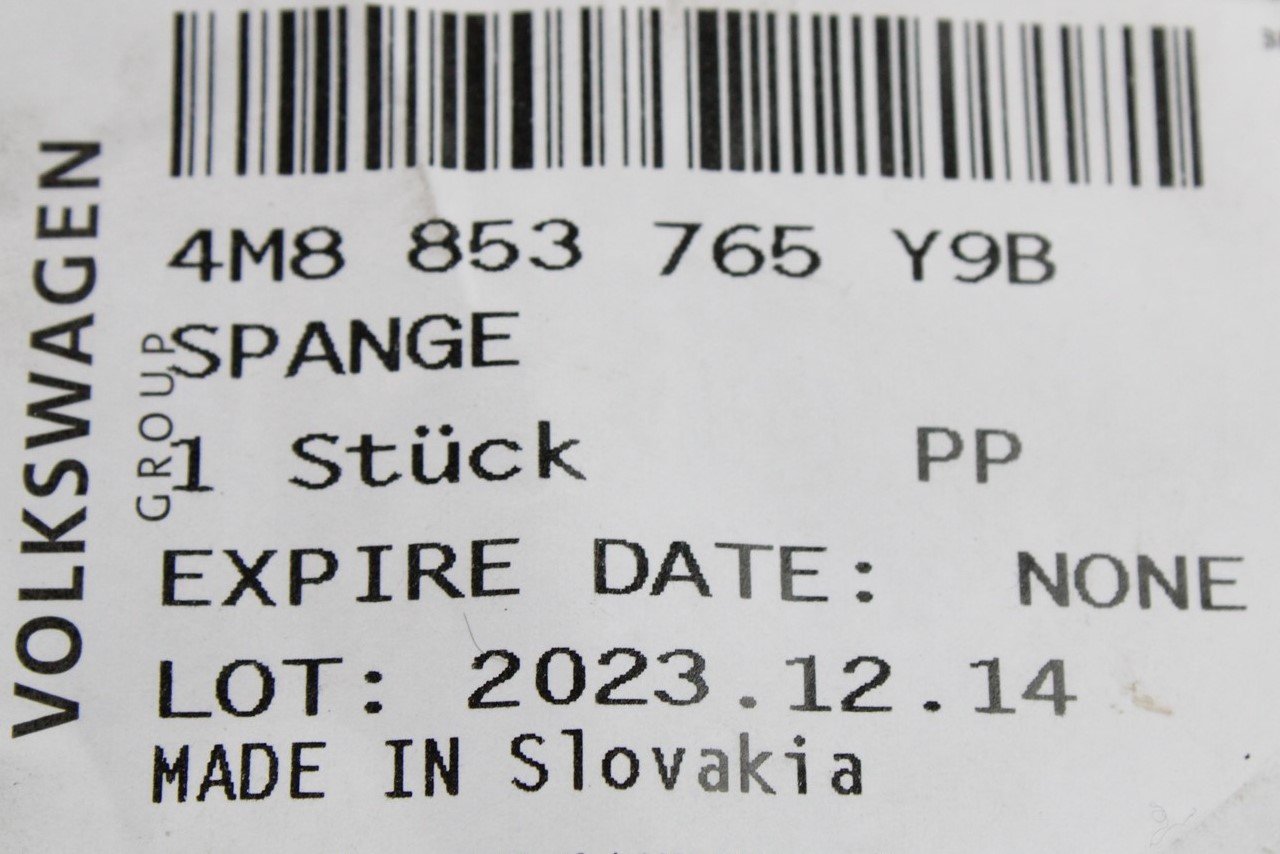 VOLKSWAGEN
GROUP
4M8 853 765 Y9B
SPANGE
1 Stück PP
EXPIRE DATE: NONE
LOT: 2023.12.14
MADE IN Slovakia